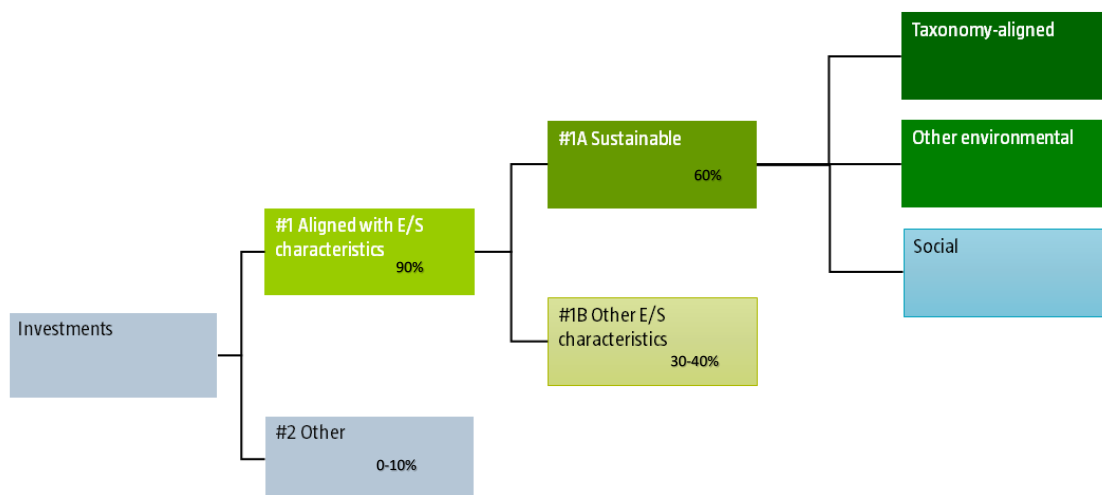 Taxonomy-aligned
Other environmental
Social
#1A Sustainable
60%
#1B Other E/S
characteristics
30-40%
#1 Aligned with E/S
characteristics
90%
#2 Other
0-10%
Investments